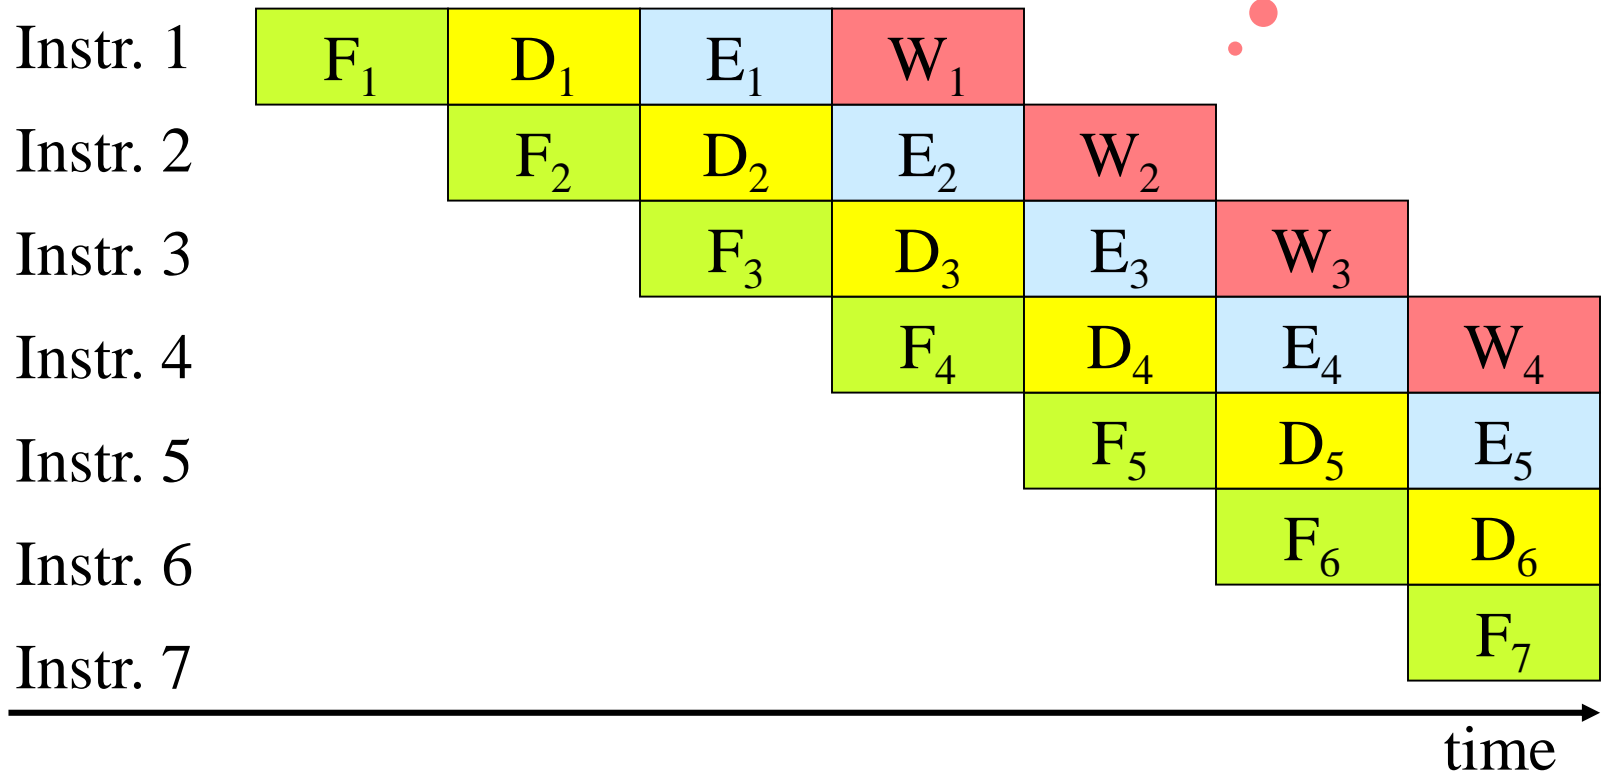 Instr. 1 F₁ D₁ E₁ W₁
Instr. 2 F₂ D₂ E₂ W₂
Instr. 3 F₃ D₃ E₃ W₃
Instr. 4 F₄ D₄ E₄ W₄
Instr. 5 F₅ D₅ E₅
Instr. 6 F₆ D₆
Instr. 7 F₇
time